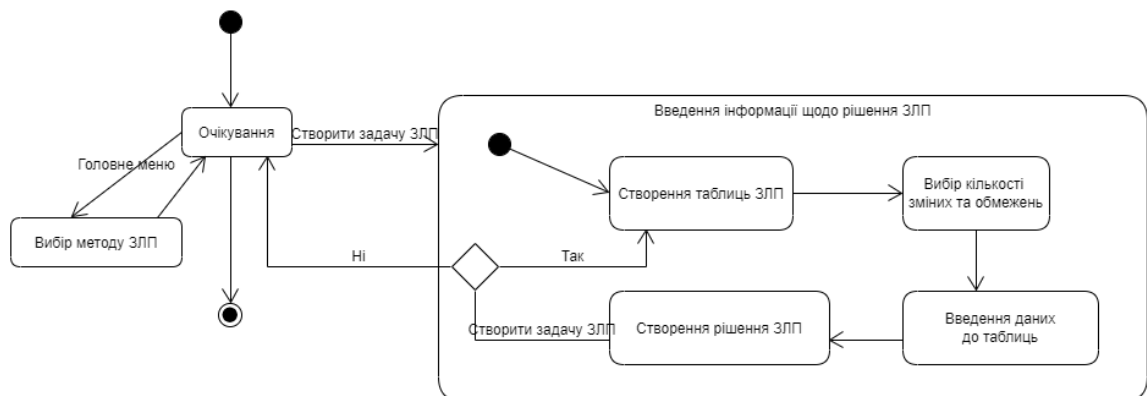 Введення інформації щодо рішення ЗЛП
Очікування
Створити задачу ЗЛП
Головне меню
Вибір методу ЗЛП
Створення таблиць ЗЛП
Вибір кількості
зміних та обмежень
Ні
Так
Створити задачу ЗЛП
Створення рішення ЗЛП
Введення даних
до таблиць